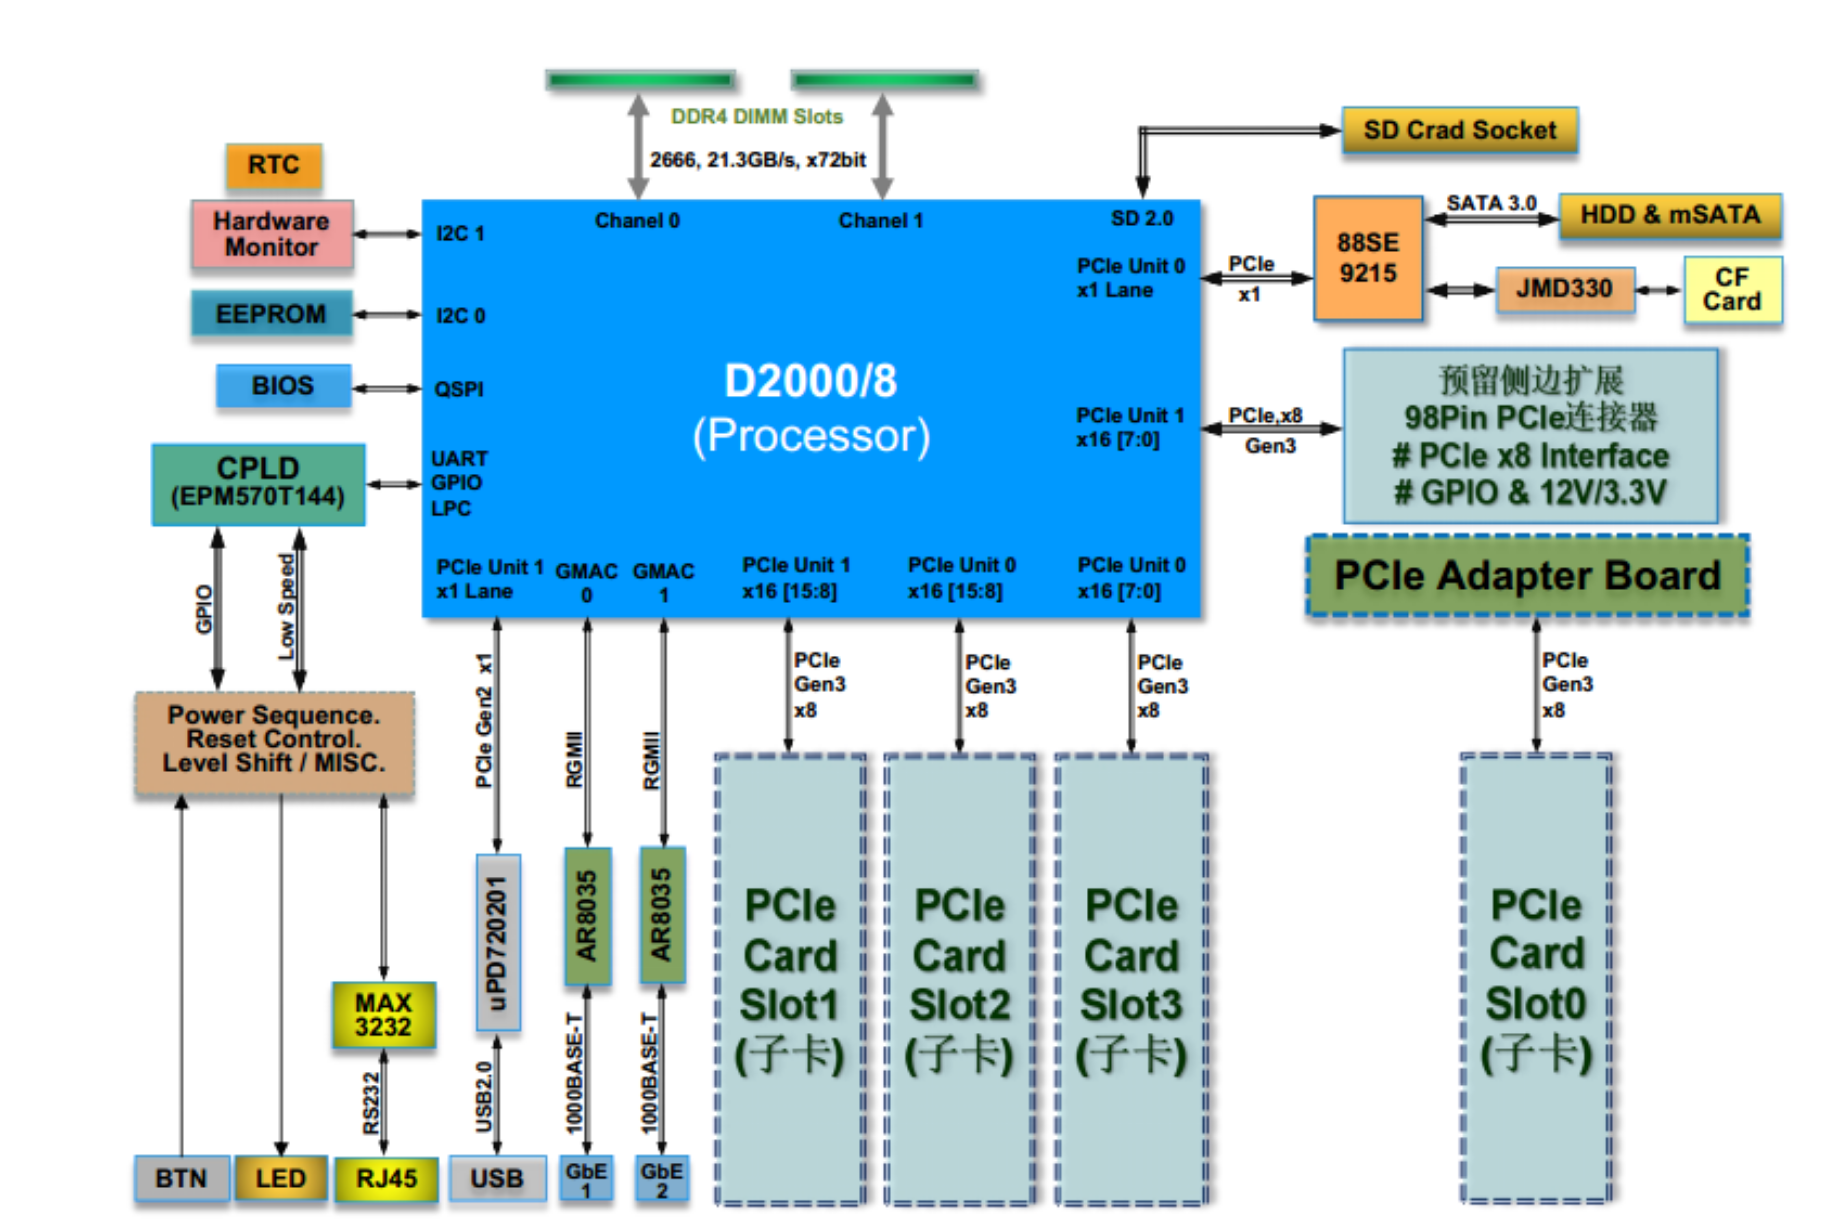 DDR4 DIMM Slots
2666, 21.3GB/s, x72bit
SD Crad Socket
RTC
Hardware
Monitor
EEPROM
BIOS
CPLD
(EPM570T144)
I2C 1
I2C 0
QSPI
UART
GPIO
LPC
Chanel 0
Chanel 1
SD 2.0
PCIe Unit 0
x1 Lane
D2000/8
(Processor)
PCIe Unit 1
x16 [7:0]
PCIe Unit 1
x1 Lane
GMAC
0
GMAC
1
PCIe Unit 1
x16 [15:8]
PCIe Unit 0
x16 [15:8]
PCIe Unit 0
x16 [7:0]
PCIe
x1
88SE
9215
SATA 3.0
HDD & mSATA
JMD330
CF
Card
PCIe,x8
Gen3
预留侧边扩展
98Pin PCIe连接器
# PCIe x8 Interface
# GPIO & 12V/3.3V
PCIe Adapter Board
GPIO
Low Speed
Power Sequence.
Reset Control.
Level Shift / MISC.
PCIe Gen2 x1
RGMII
RGMII
PCIe
Gen3
x8
PCIe
Gen3
x8
PCIe
Gen3
x8
PCIe
Gen3
x8
MAX
3232
RS232
uPD720201
USB2.0
AR8035
1000BASE-T
AR8035
1000BASE-T
PCIe
Card
Slot1
(子卡)
PCIe
Card
Slot2
(子卡)
PCIe
Card
Slot3
(子卡)
PCIe
Card
Slot0
(子卡)
BTN
LED
RJ45
USB
GbE
1
GbE
2